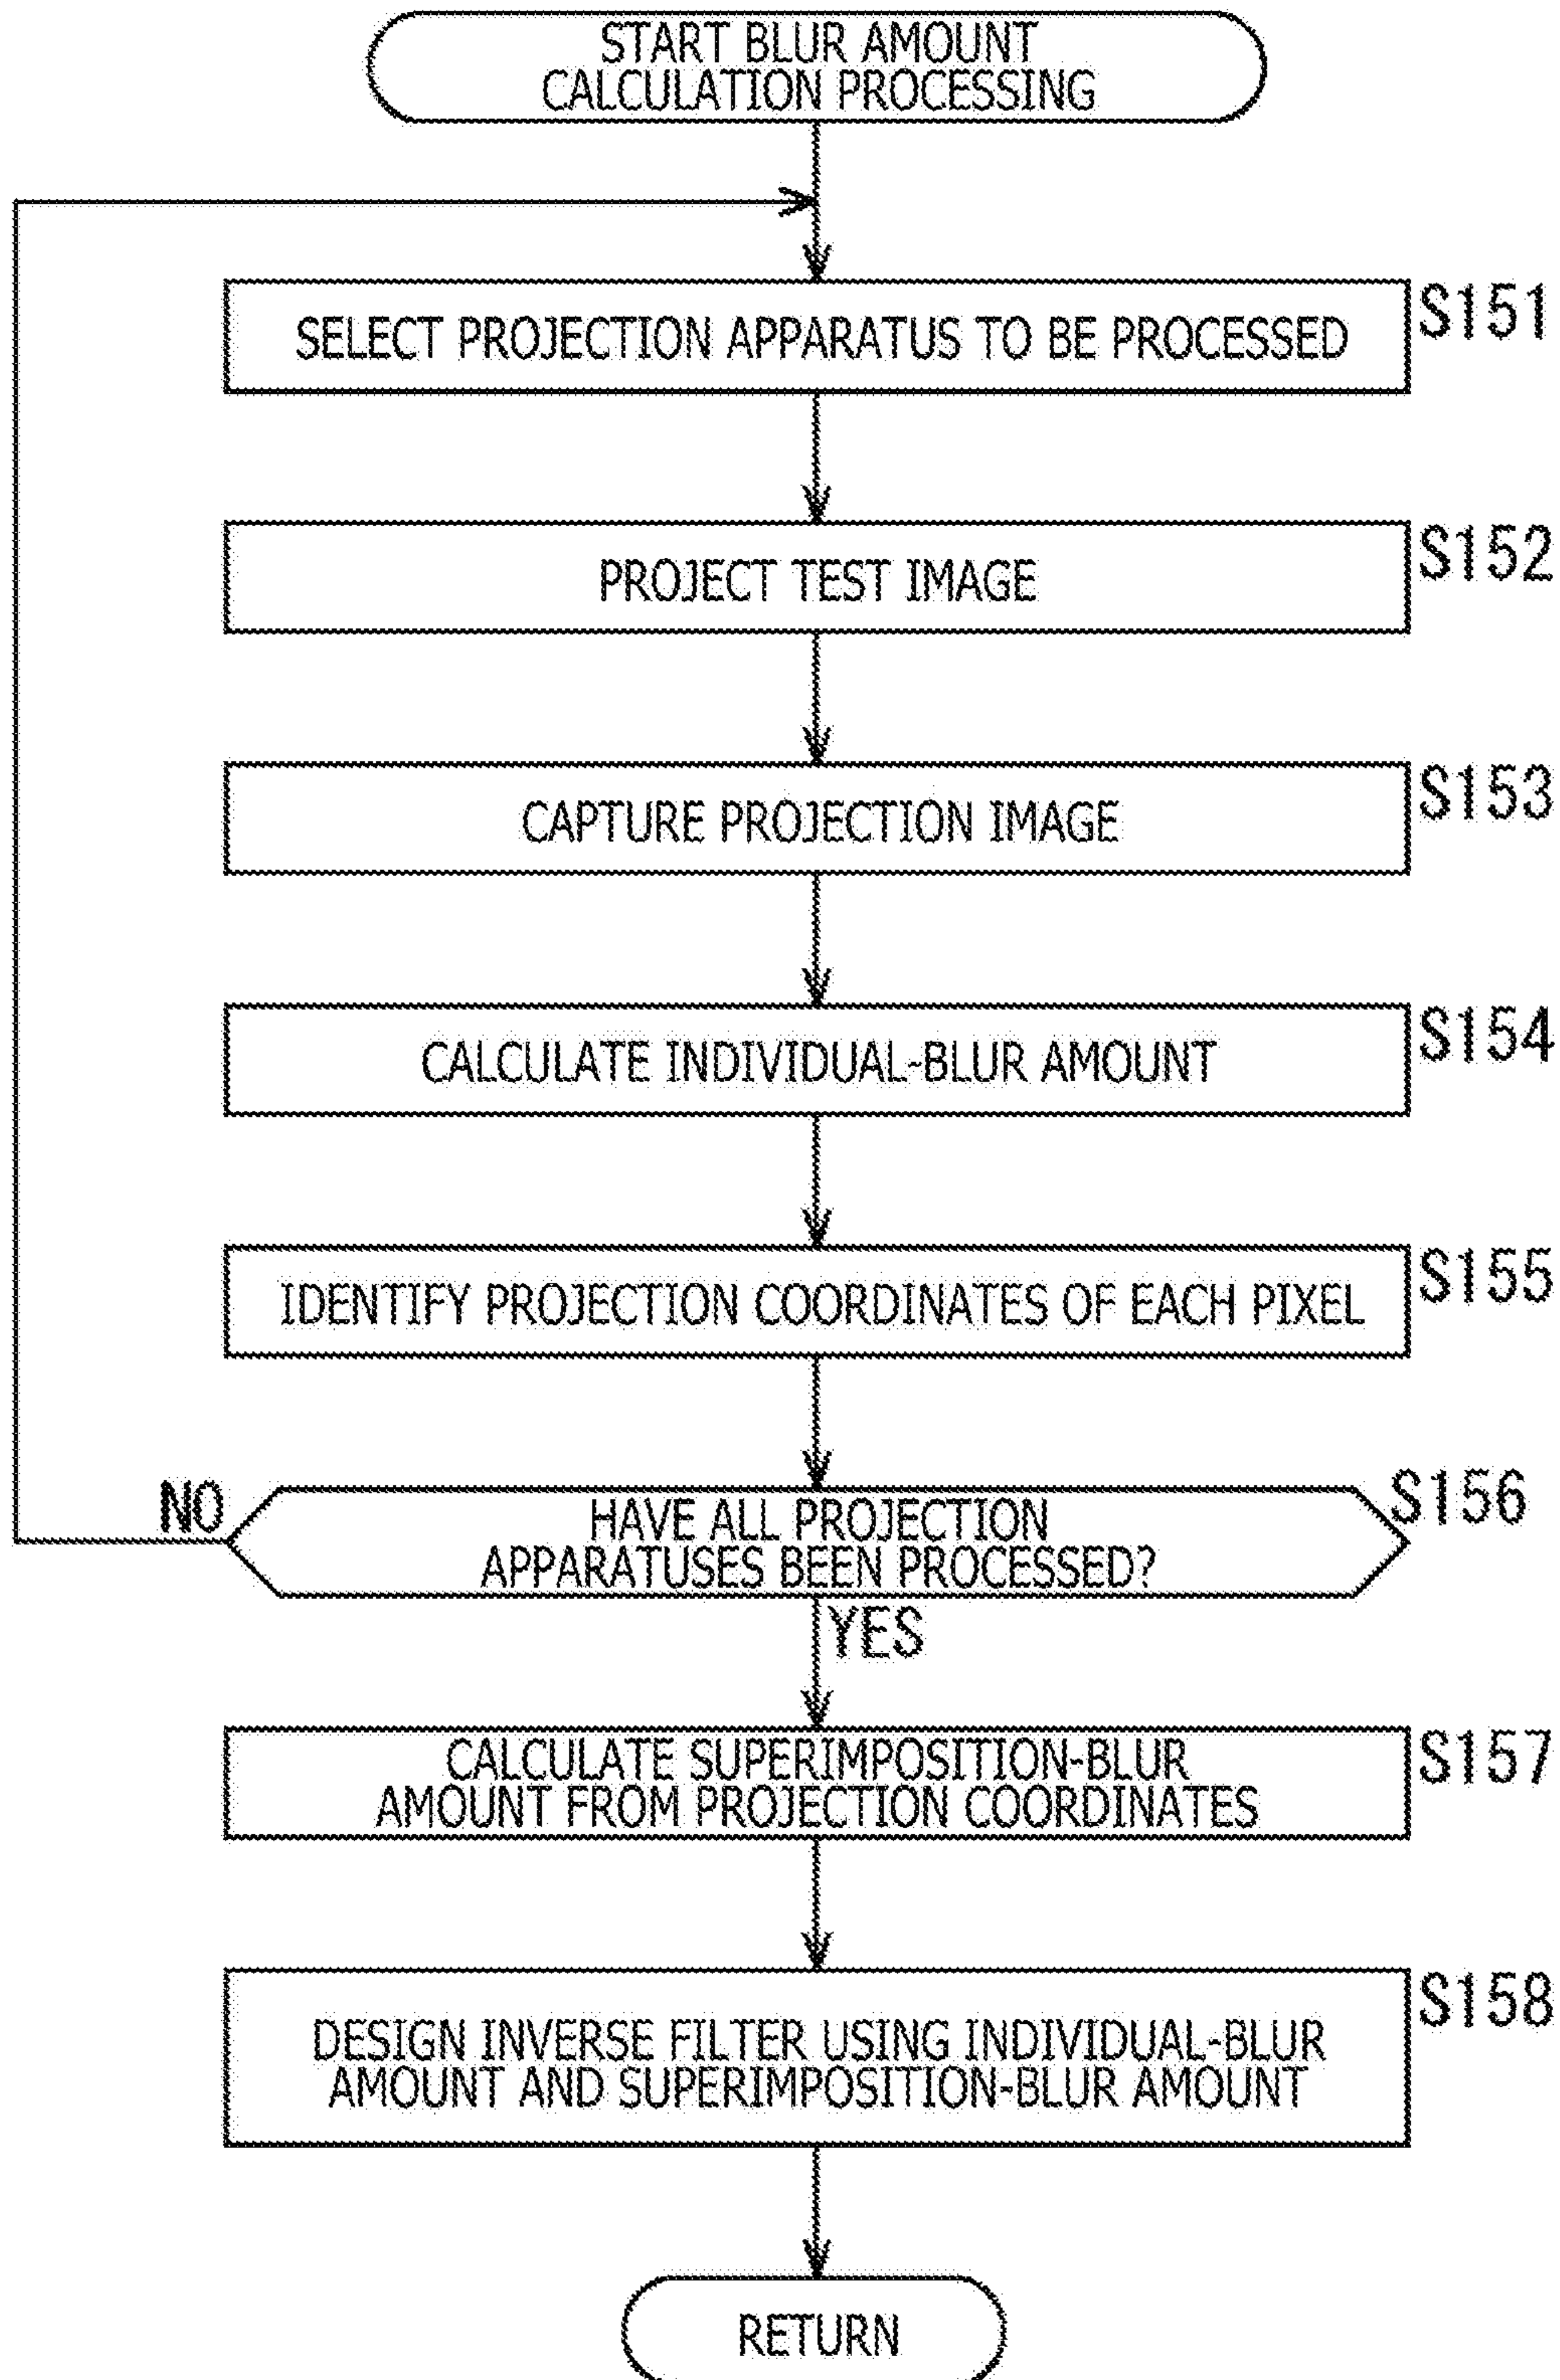 START BLUR AMOUNT
CALCULATION PROCESSING
SELECT PROJECTION APPARATUS TO BE PROCESSED
S151
PROJECT TEST IMAGE
S152
CAPTURE PROJECTION IMAGE
S153
CALCULATE INDIVIDUAL-BLUR AMOUNT
S154
IDENTIFY PROJECTION COORDINATES OF EACH PIXEL
S155
NO
HAVE ALL PROJECTION
APPARATUSES BEEN PROCESSED?
S156
YES
CALCULATE SUPERIMPOSITION-BLUR
AMOUNT FROM PROJECTION COORDINATES
S157
DESIGN INVERSE FILTER USING INDIVIDUAL-BLUR
AMOUNT AND SUPERIMPOSITION-BLUR AMOUNT
S158
RETURN